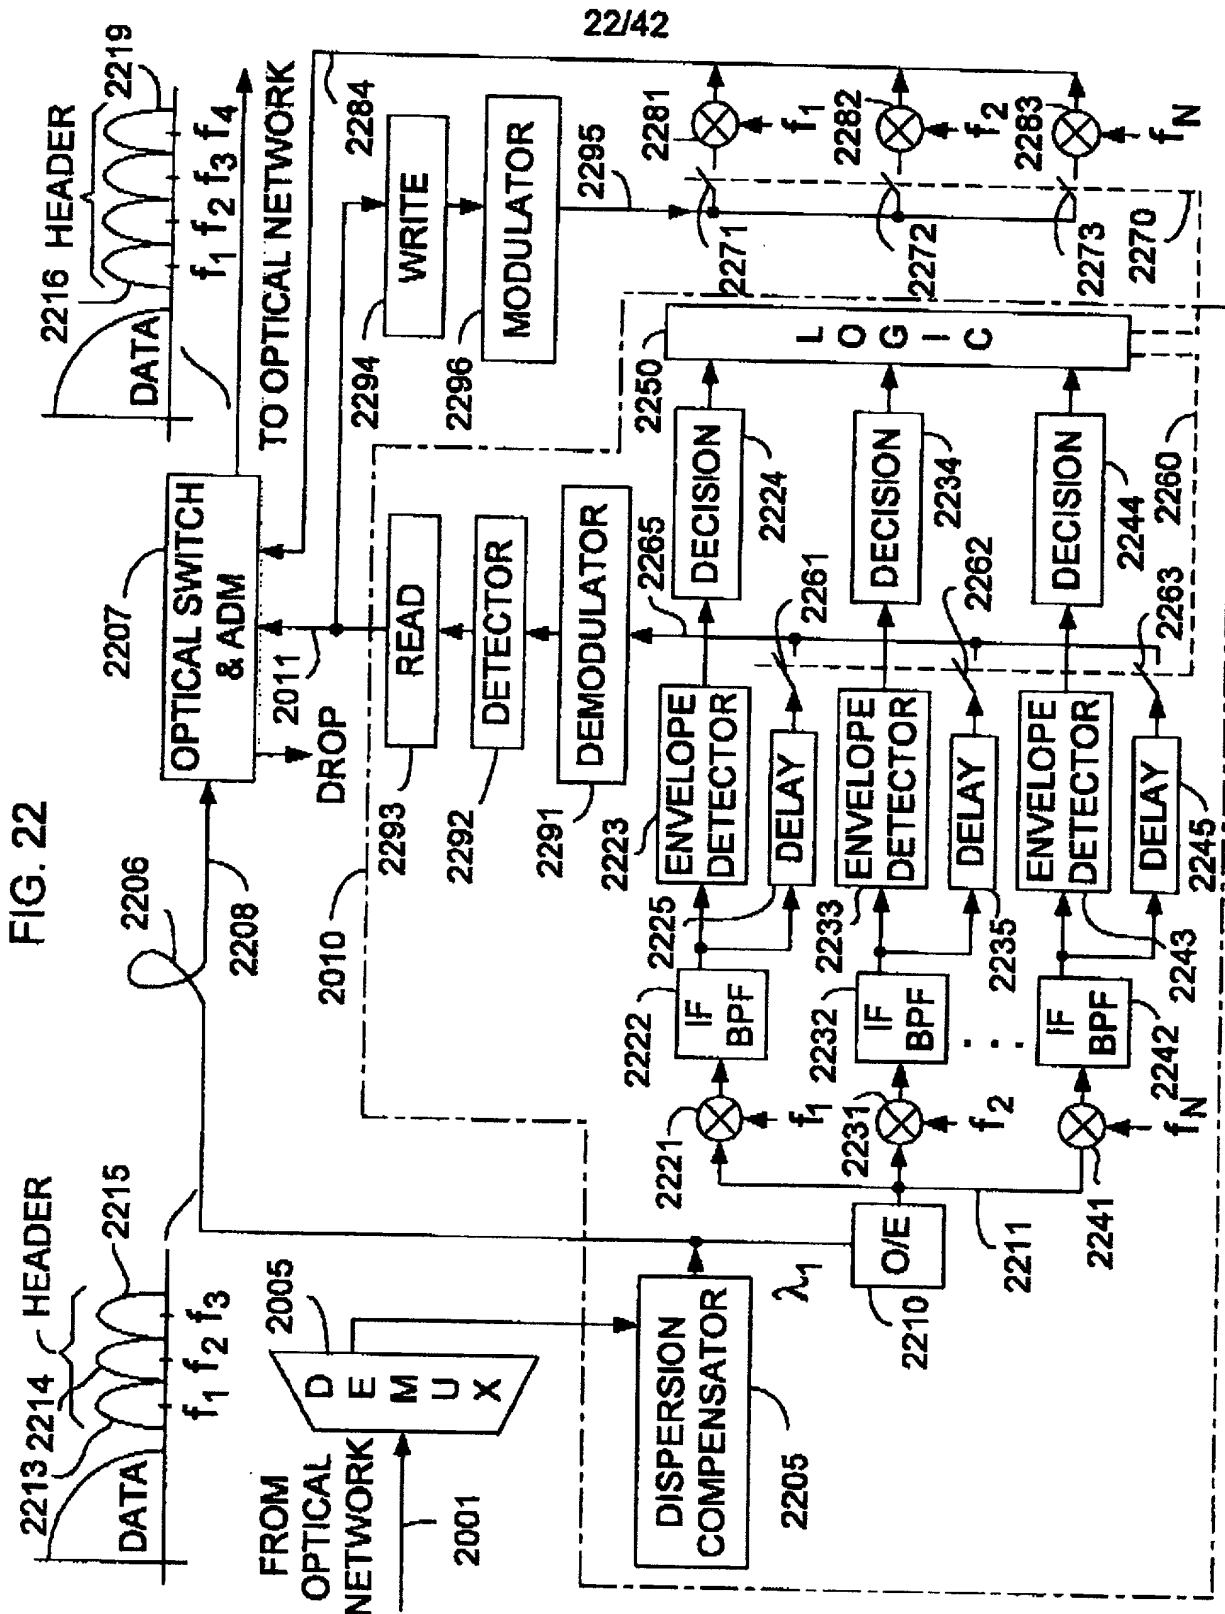 22/42
FIG. 22
2213
2214
HEADER
2215
DATA
f1 f2 f3
2216
HEADER
2219
DATA
f1 f2 f3 f4
TO OPTICAL NETWORK
FROM
OPTICAL
NETWORK
2001
DEMUX
2005
2206
2208
2207
OPTICAL SWITCH
& ADM
2011
DROP
2284
DISPERSION
COMPENSATOR
2205
λ1
O/E
2210
2211
2010
READ
2293
DETECTOR
2292
DEMODULATOR
2291
2265
WRITE
2294
MODULATOR
2296
2295
2221
f1
IF
BPF
2222
ENVELOPE
DETECTOR
2223
DELAY
2225
2261
DECISION
2224
2231
f2
IF
BPF
2232
ENVELOPE
DETECTOR
2233
DELAY
2235
2262
DECISION
2234
. . .
2241
fN
IF
BPF
2242
ENVELOPE
DETECTOR
2243
DELAY
2245
2263
DECISION
2244
2260
LOGIC
2250
2271
2272
2273
2270
2281
f1
2282
f2
2283
fN